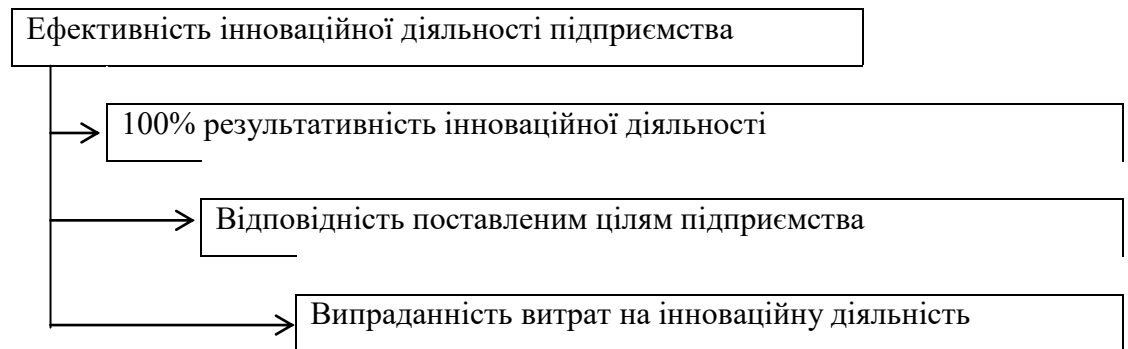 Ефективність інноваційної діяльності підприємства
100% результативність інноваційної діяльності
Відповідність поставленим цілям підприємства
Випраданність витрат на інноваційну діяльність